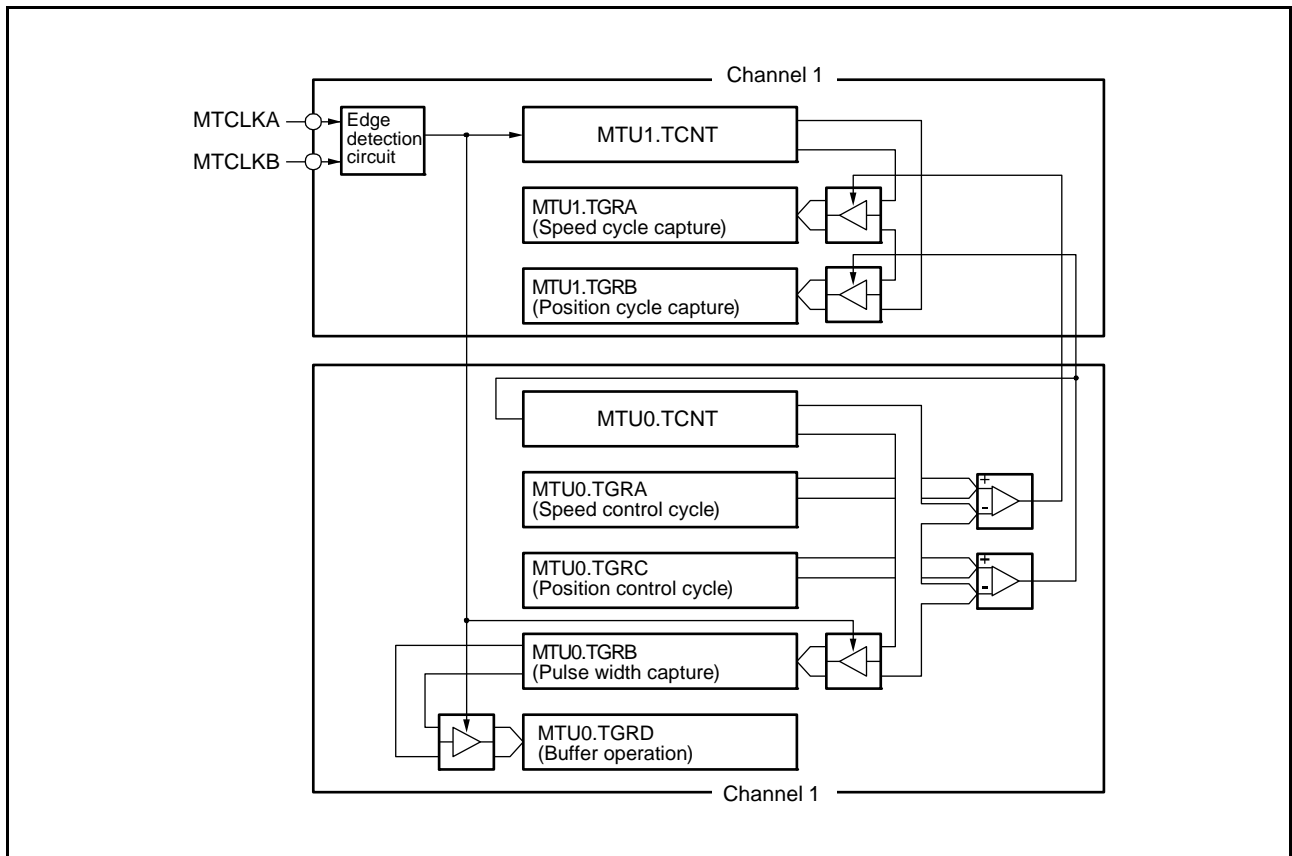 Channel 1
MTCLKA
MTCLKB
Edge
detection
circuit
MTU1.TCNT
MTU1.TGRA
(Speed cycle capture)
MTU1.TGRB
(Position cycle capture)
MTU0.TCNT
MTU0.TGRA
(Speed control cycle)
+
-
MTU0.TGRC
(Position control cycle)
+
-
MTU0.TGRB
(Pulse width capture)
MTU0.TGRD
(Buffer operation)
Channel 1